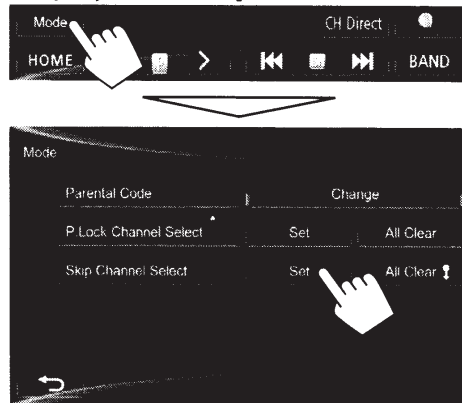 Mode CH Direct
HOME BAND
Mode
Parental Code Change
P.Lock Channel Select Set All Clear
Skip Channel Select Set All Clear